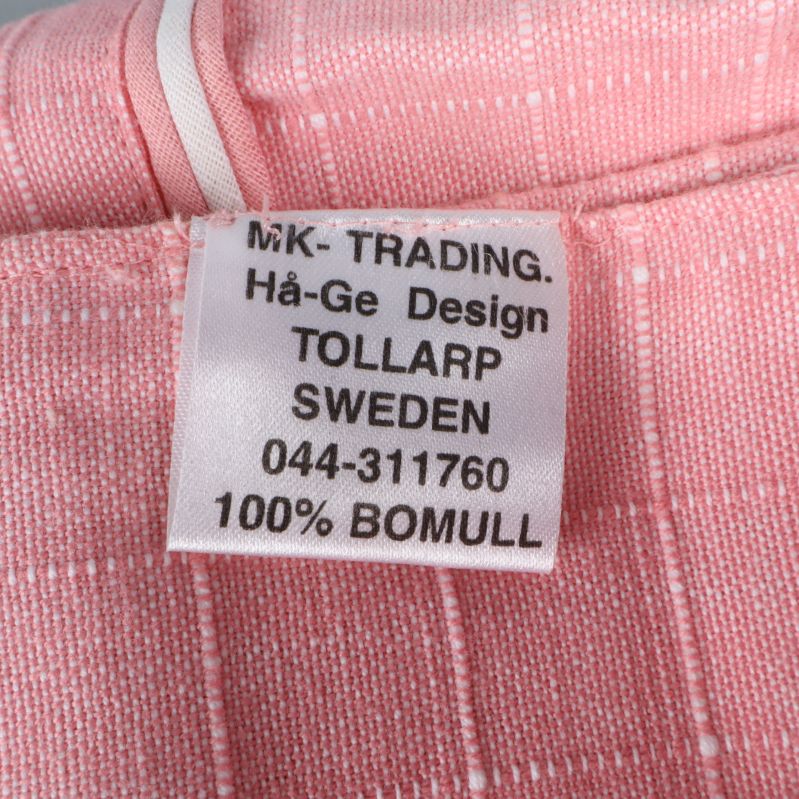 MK- TRADING.
Hå-Ge Design
TOLLARP
SWEDEN
044-311760
100% BOMULL